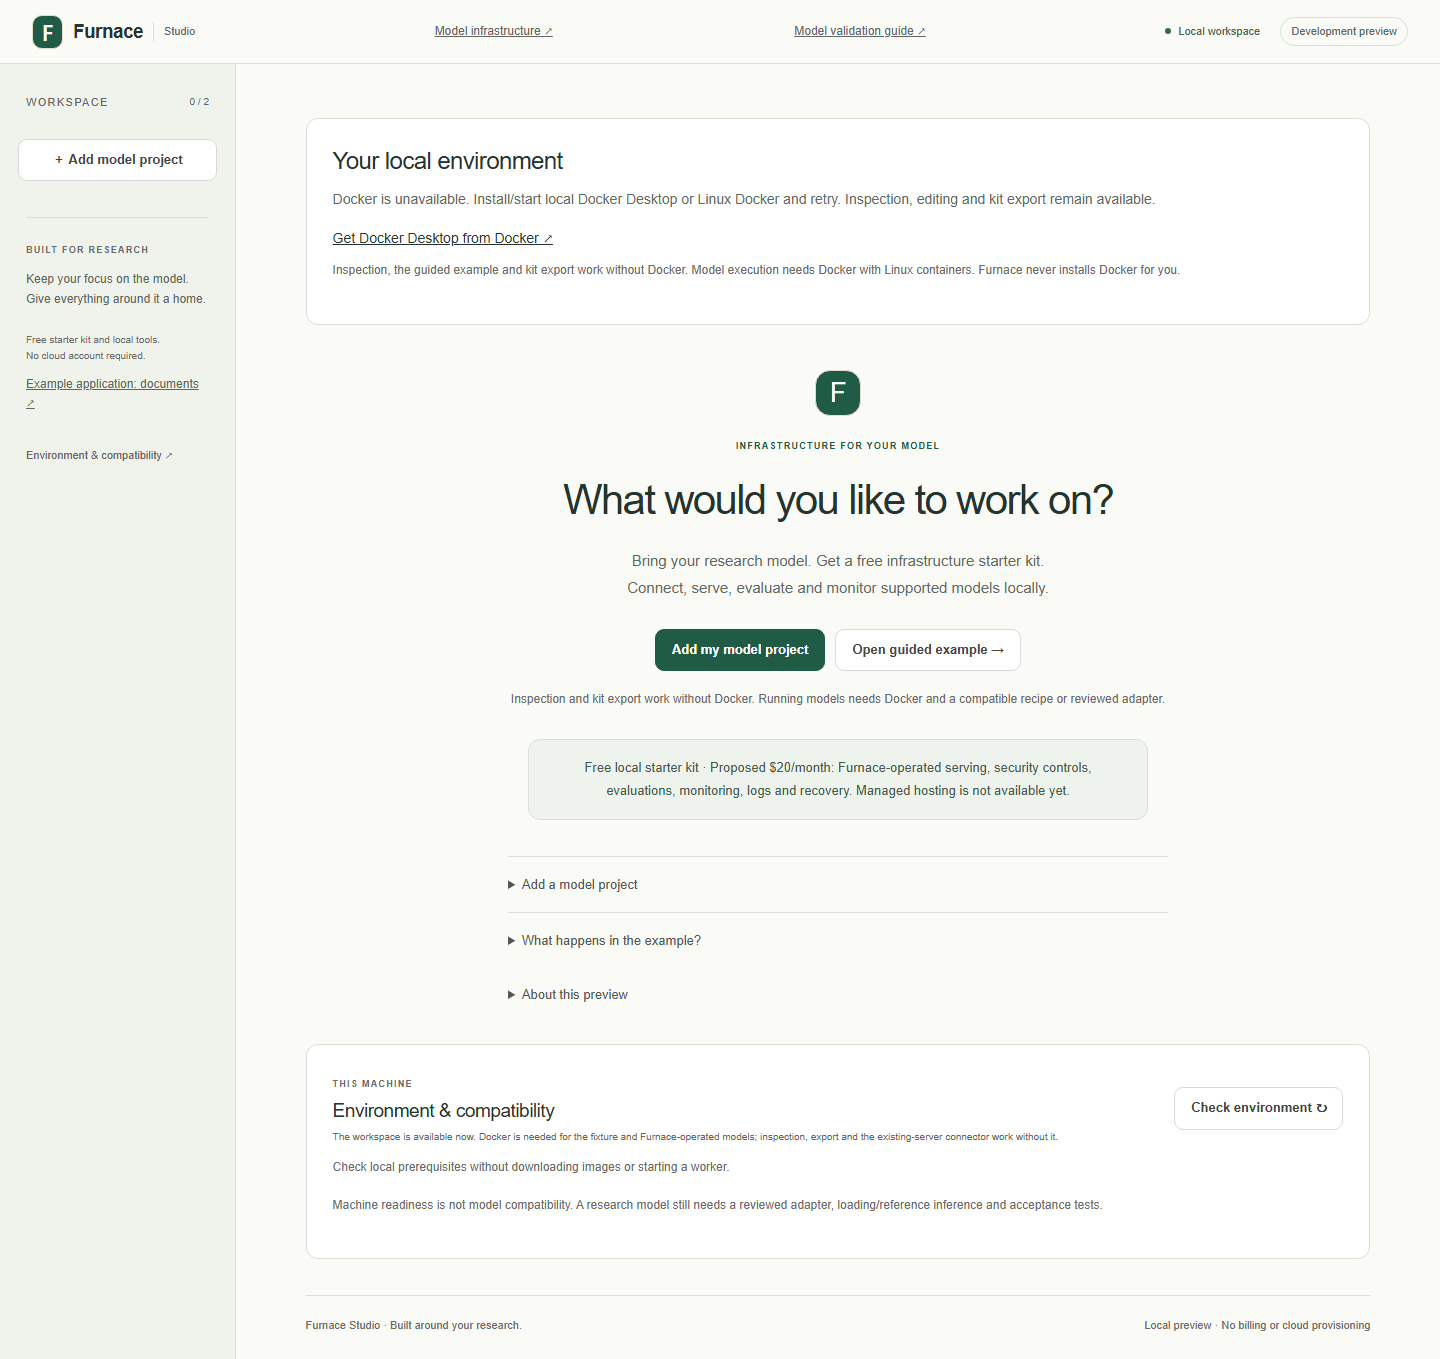 F Furnace Studio
Model infrastructure ↗
Model validation guide ↗
Local workspace
Development preview
WORKSPACE 0 / 2
+ Add model project
BUILT FOR RESEARCH
Keep your focus on the model.
Give everything around it a home.
Free starter kit and local tools.
No cloud account required.
Example application: documents
↗
Environment & compatibility ↗
Your local environment
Docker is unavailable. Install/start local Docker Desktop or Linux Docker and retry. Inspection, editing and kit export remain available.
Get Docker Desktop from Docker ↗
Inspection, the guided example and kit export work without Docker. Model execution needs Docker with Linux containers. Furnace never installs Docker for you.
F
INFRASTRUCTURE FOR YOUR MODEL
What would you like to work on?
Bring your research model. Get a free infrastructure starter kit.
Connect, serve, evaluate and monitor supported models locally.
Add my model project
Open guided example →
Inspection and kit export work without Docker. Running models needs Docker and a compatible recipe or reviewed adapter.
Free local starter kit · Proposed $20/month: Furnace-operated serving, security controls,
evaluations, monitoring, logs and recovery. Managed hosting is not available yet.
▶ Add a model project
▶ What happens in the example?
▶ About this preview
THIS MACHINE
Environment & compatibility
The workspace is available now. Docker is needed for the fixture and Furnace-operated models; inspection, export and the existing-server connector work without it.
Check local prerequisites without downloading images or starting a worker.
Machine readiness is not model compatibility. A research model still needs a reviewed adapter, loading/reference inference and acceptance tests.
Check environment ↻
Furnace Studio · Built around your research.
Local preview · No billing or cloud provisioning